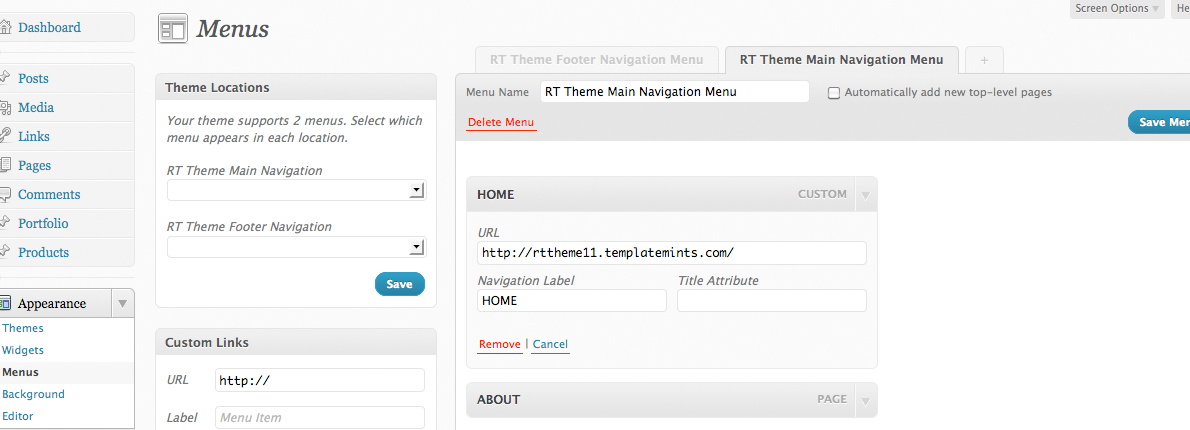 Screen Options
Dashboard
Menus
RT Theme Footer Navigation Menu
RT Theme Main Navigation Menu
+
Posts
Media
Links
Pages
Comments
Portfolio
Products
Appearance
Themes
Widgets
Menus
Background
Editor
Theme Locations
Your theme supports 2 menus. Select which
menu appears in each location.
RT Theme Main Navigation
RT Theme Footer Navigation
Save
Custom Links
URL
http://
Label
Menu Item
Menu Name
RT Theme Main Navigation Menu
Automatically add new top-level pages
Delete Menu
Save Men
HOME
CUSTOM
URL
http://rttheme11.templatemints.com/
Navigation Label
Title Attribute
HOME
Remove | Cancel
ABOUT
PAGE